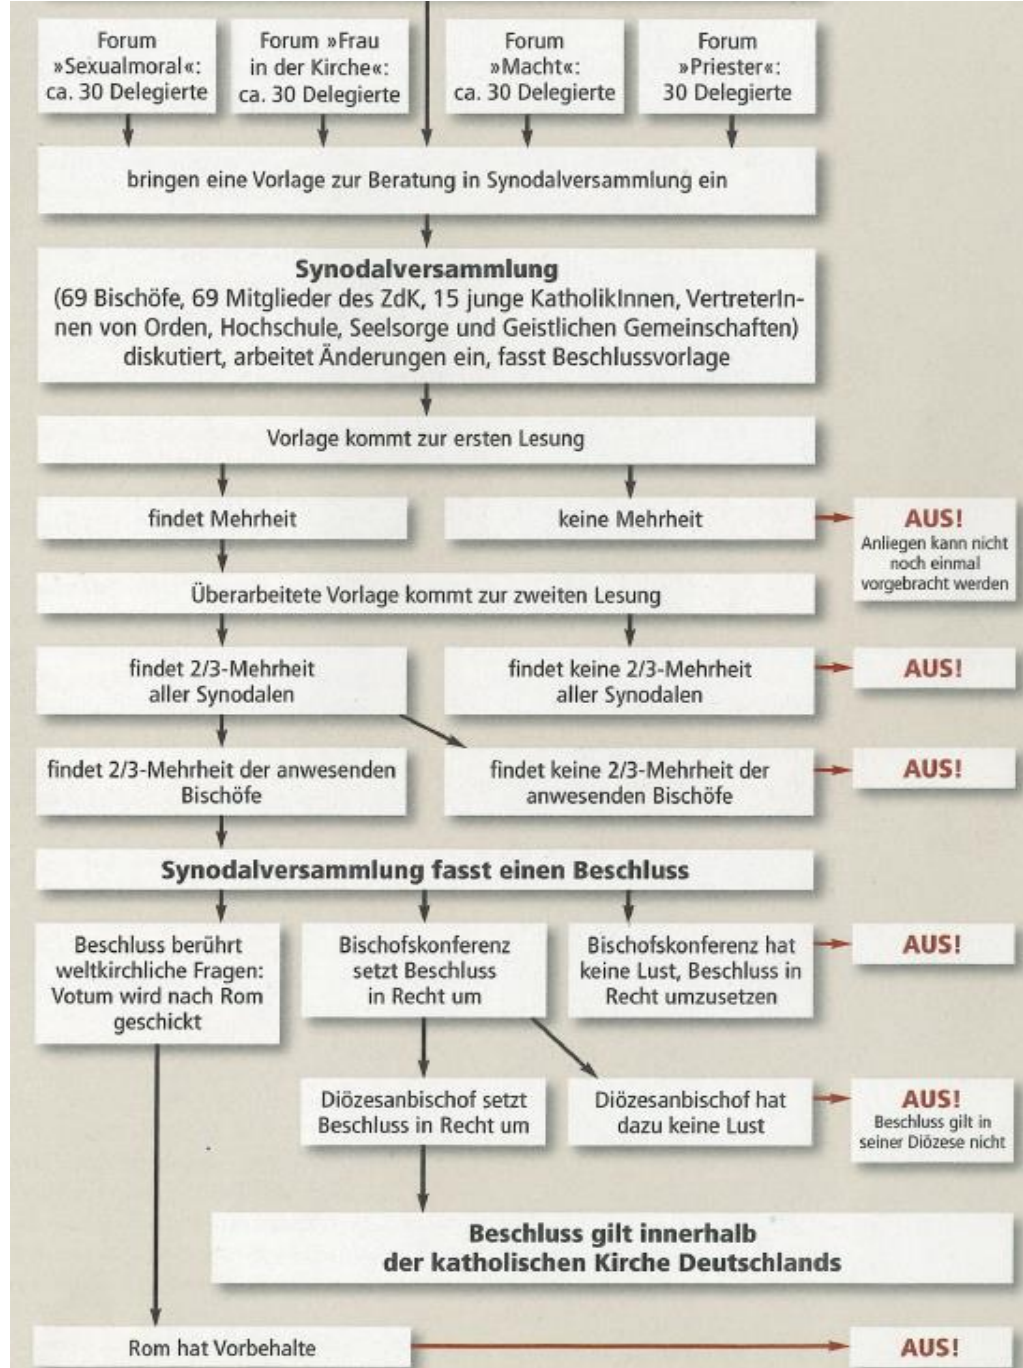 Forum
»Sexualmoral«:
ca. 30 Delegierte
Forum »Frau
in der Kirche«:
ca. 30 Delegierte
Forum
»Macht«:
ca. 30 Delegierte
Forum
»Priester«:
30 Delegierte
bringen eine Vorlage zur Beratung in Synodalversammlung ein
Synodalversammlung
(69 Bischöfe, 69 Mitglieder des ZdK, 15 junge KatholikInnen, VertreterIn-
nen von Orden, Hochschule, Seelsorge und Geistlichen Gemeinschaften)
diskutiert, arbeitet Änderungen ein, fasst Beschlussvorlage
Vorlage kommt zur ersten Lesung
findet Mehrheit
keine Mehrheit
AUS!
Anliegen kann nicht
noch einmal
vorgebracht werden
Überarbeitete Vorlage kommt zur zweiten Lesung
findet 2/3-Mehrheit
aller Synodalen
findet keine 2/3-Mehrheit
aller Synodalen
AUS!
findet 2/3-Mehrheit der anwesenden
Bischöfe
findet keine 2/3-Mehrheit der
anwesenden Bischöfe
AUS!
Synodalversammlung fasst einen Beschluss
Beschluss berührt
weltkirchliche Fragen:
Votum wird nach Rom
geschickt
Bischofskonferenz
setzt Beschluss
in Recht um
Bischofskonferenz hat
keine Lust, Beschluss in
Recht umzusetzen
AUS!
Diözesanbischof setzt
Beschluss in Recht um
Diözesanbischof hat
dazu keine Lust
AUS!
Beschluss gilt in
seiner Diözese nicht
Beschluss gilt innerhalb
der katholischen Kirche Deutschlands
Rom hat Vorbehalte
AUS!